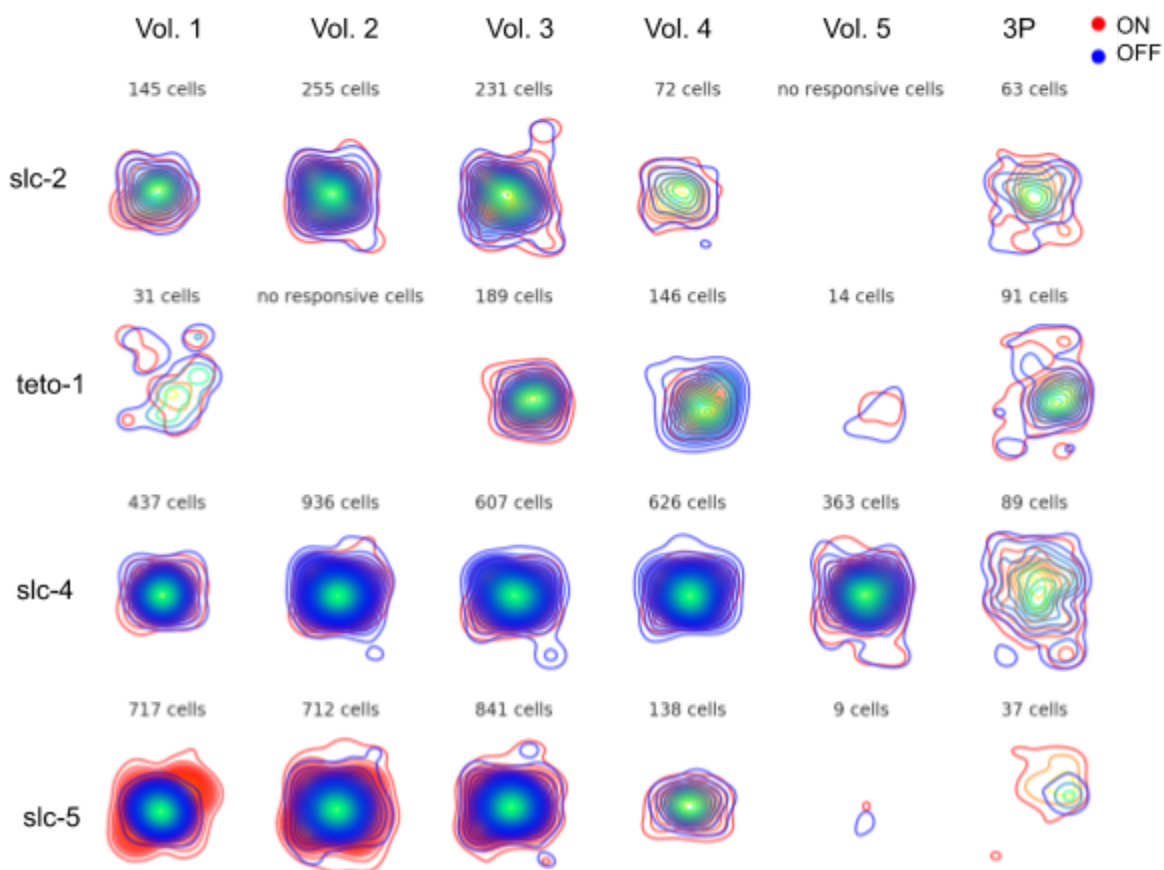 Vol. 1 Vol. 2 Vol. 3 Vol. 4 Vol. 5 3P ON
OFF
145 cells 255 cells 231 cells 72 cells no responsive cells 63 cells
slc-2
31 cells no responsive cells 189 cells 146 cells 14 cells 91 cells
teto-1
437 cells 936 cells 607 cells 626 cells 363 cells 89 cells
slc-4
717 cells 712 cells 841 cells 138 cells 9 cells 37 cells
slc-5